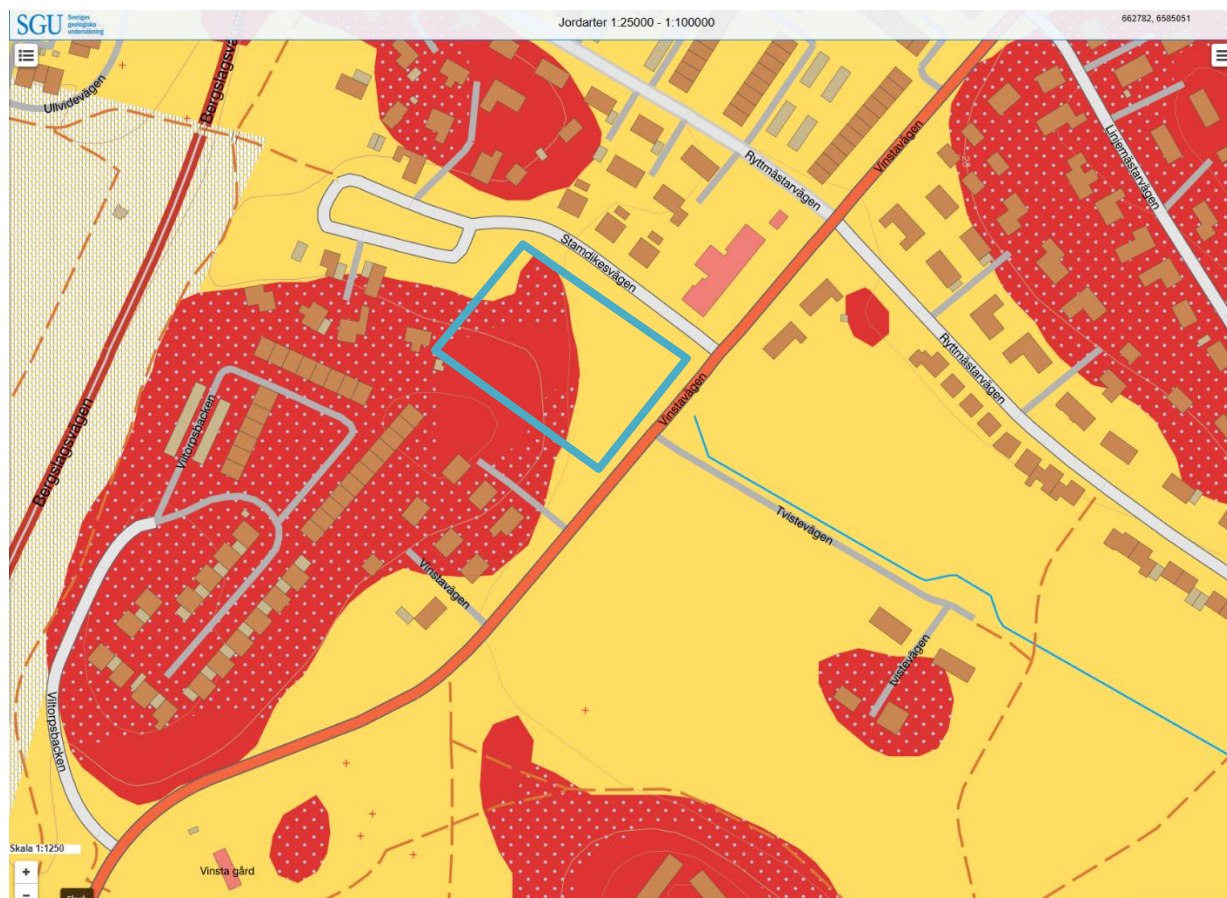 SGU
Sveriges
geologiska
undersökning
Jordarter 1:25000 - 1:100000
662782, 6585051
Ullvidevägen
Bergslagsvägen
Vinstavägen
Linjemästarvägen
Ryttmästarvägen
Stamdikesvägen
Ryttmästarvägen
Vinstavägen
Viltorpsbacken
Bergslagsvägen
Tvistevägen
Vinstavägen
tvistevägen
Viltorpsbacken
Skala 1:1250
Vinsta gård
+
−